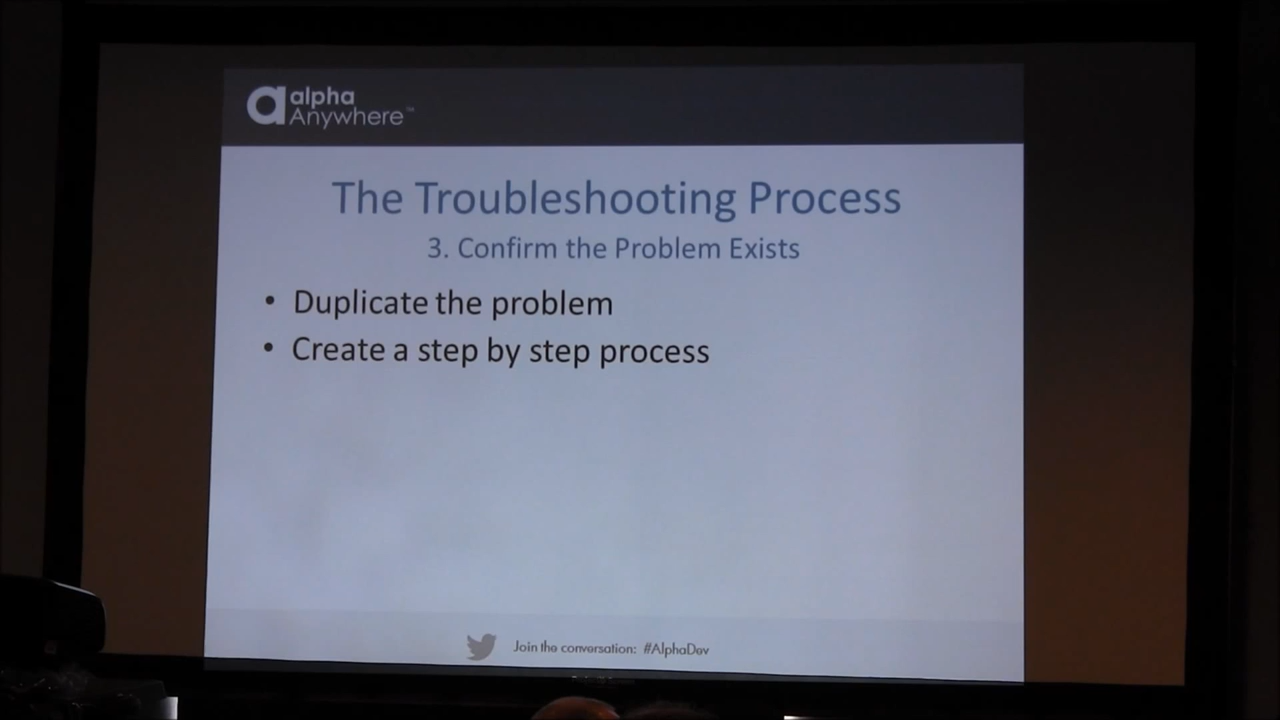 alpha
Anywhere™
The Troubleshooting Process
3. Confirm the Problem Exists
• Duplicate the problem
• Create a step by step process
Join the conversation: #AlphaDev